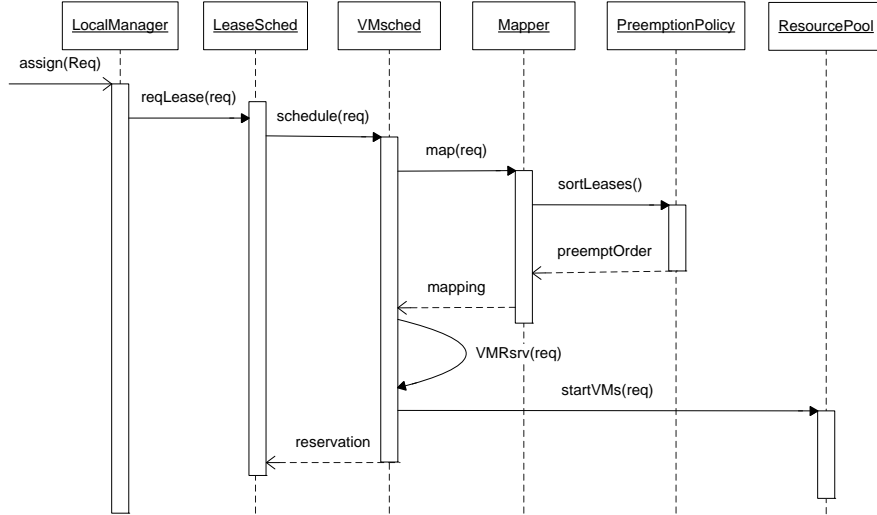 LocalManager
LeaseSched
VMsched
Mapper
PreemptionPolicy
ResourcePool
assign(Req)
reqLease(req)
schedule(req)
map(req)
sortLeases()
preemptOrder
mapping
VMRsrv(req)
startVMs(req)
reservation